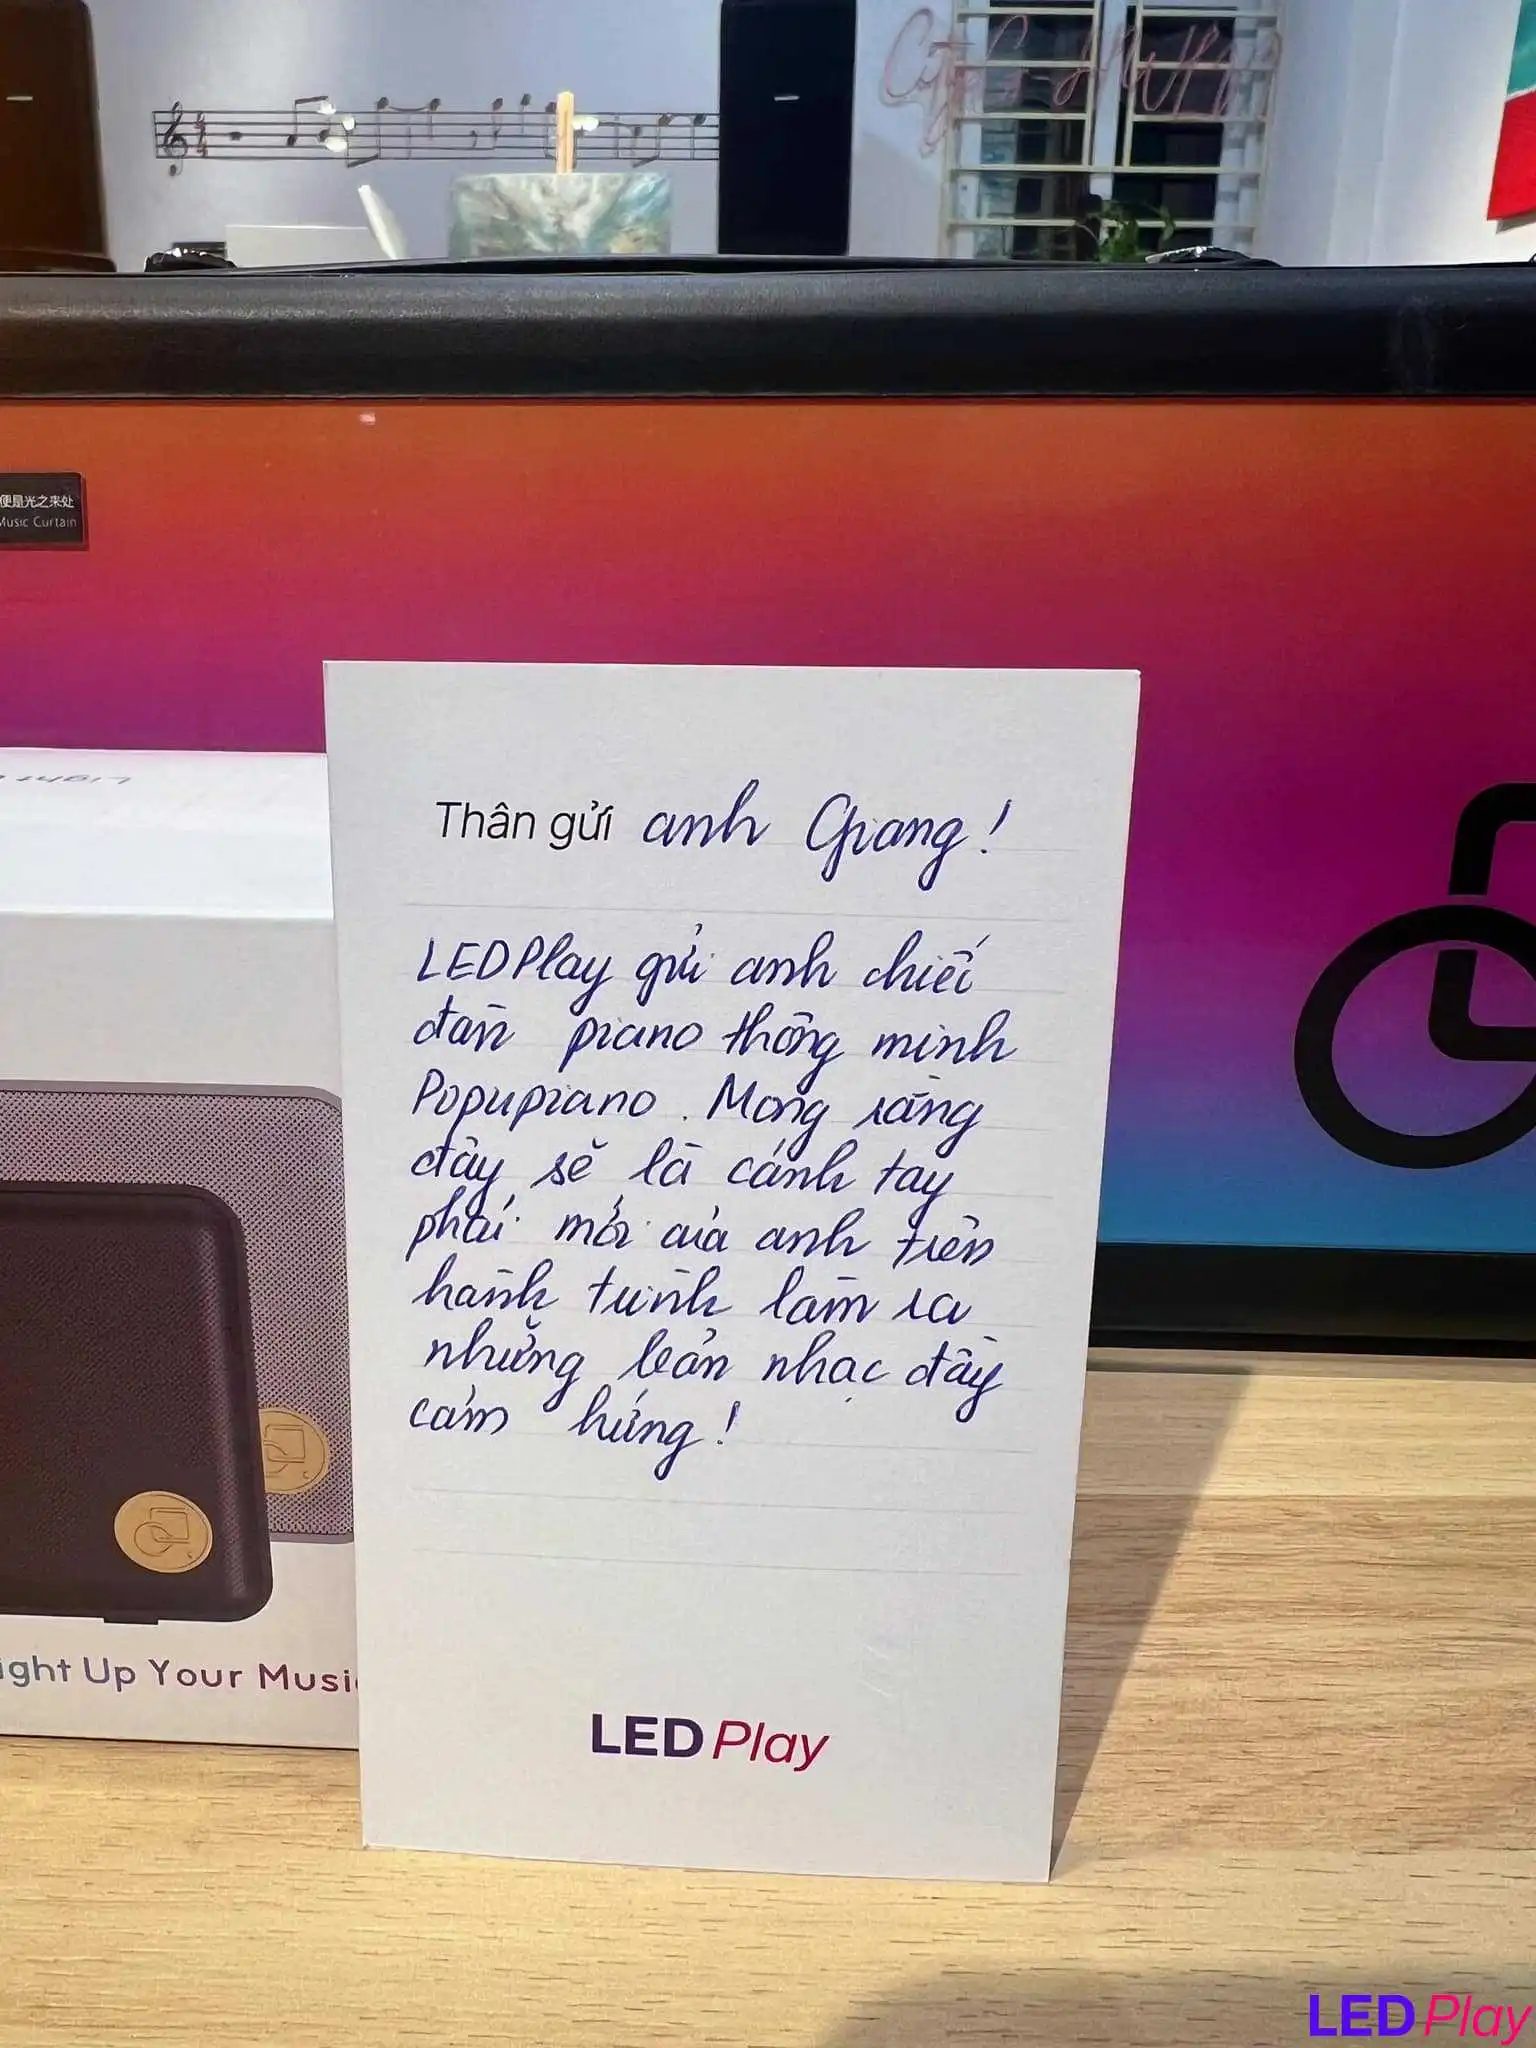 便是光之来处
Music Curtain
Light
Thân gửi anh Giang!
LEDPlay gửi anh chiếc
đàn piano thông minh
Popupiano. Mong rằng
đây sẽ là cánh tay
phải mới của anh trên
hành trình làm ra
những bản nhạc đầy
cảm hứng!
ight Up Your Music
LED Play
LED Play